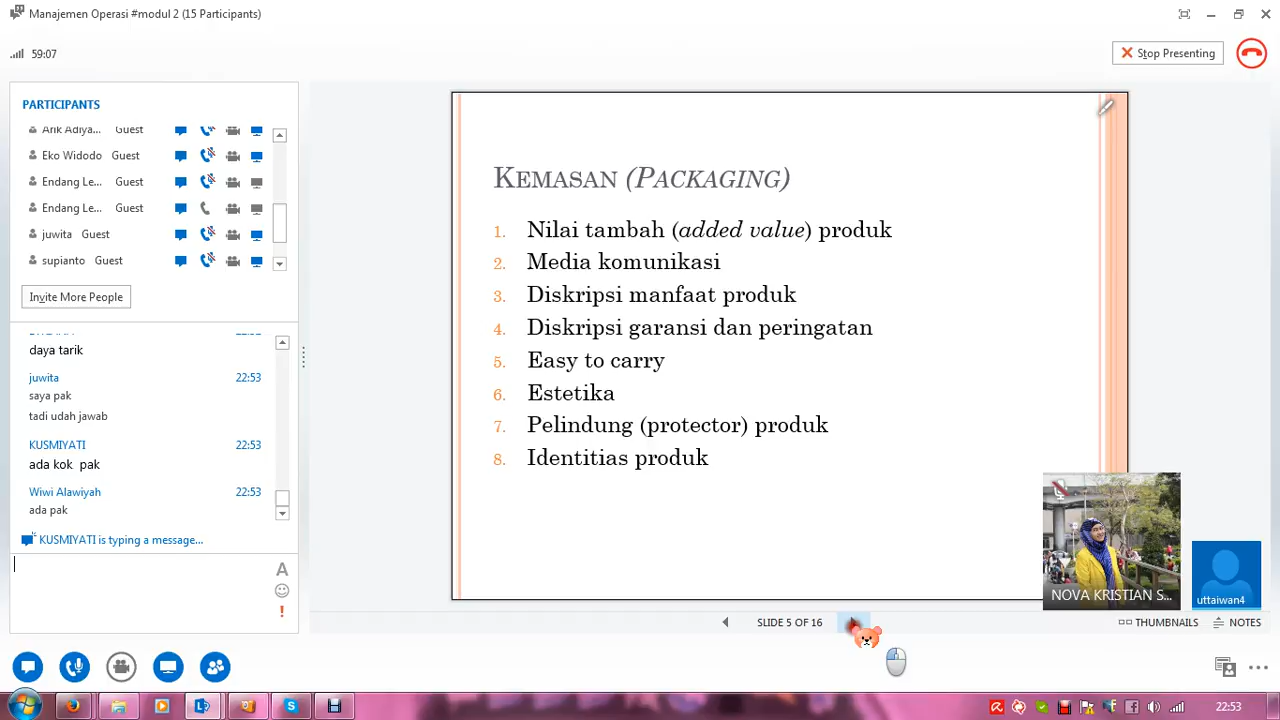 Manajemen Operasi #modul 2 (15 Participants)
59:07
Stop Presenting
PARTICIPANTS
Arik Adiya... Guest
Eko Widodo Guest
Endang Le... Guest
Endang Le... Guest
juwita Guest
supianto Guest
Invite More People
daya tarik
juwita 22:53
saya pak
tadi udah jawab
KUSMIYATI 22:53
ada kok pak
Wiwi Alawiyah 22:53
ada pak
KUSMIYATI is typing a message...
A
KEMASAN (PACKAGING)
1. Nilai tambah (added value) produk
2. Media komunikasi
3. Diskripsi manfaat produk
4. Diskripsi garansi dan peringatan
5. Easy to carry
6. Estetika
7. Pelindung (protector) produk
8. Identitias produk
NOVA KRISTIAN S...
uttaiwan4
SLIDE 5 OF 16
THUMBNAILS
NOTES
22:53